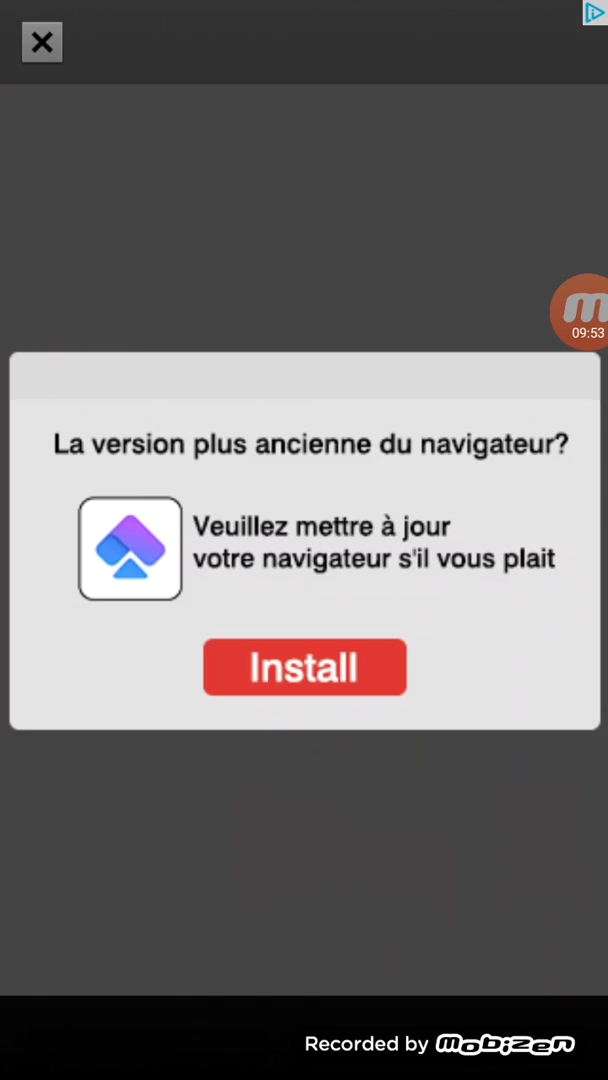 09:53
La version plus ancienne du navigateur?
Veuillez mettre à jour
votre navigateur s'il vous plait
Install
Recorded by mobizen